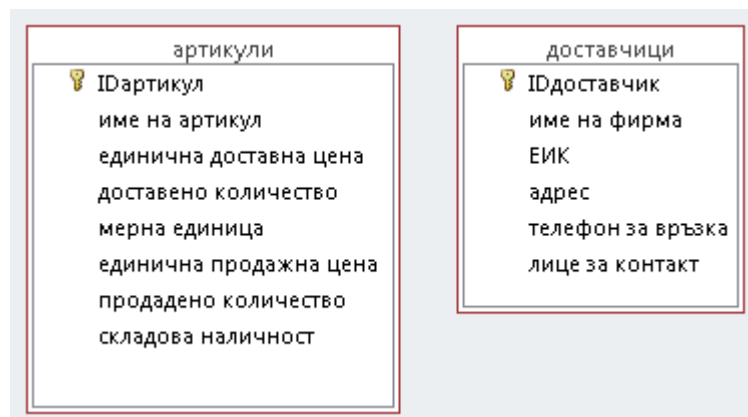 артикули
IDартикул
име на артикул
единична доставна цена
доставено количество
мерна единица
единична продажна цена
продадено количество
складова наличност
доставчици
IDдоставчик
име на фирма
ЕИК
адрес
телефон за връзка
лице за контакт